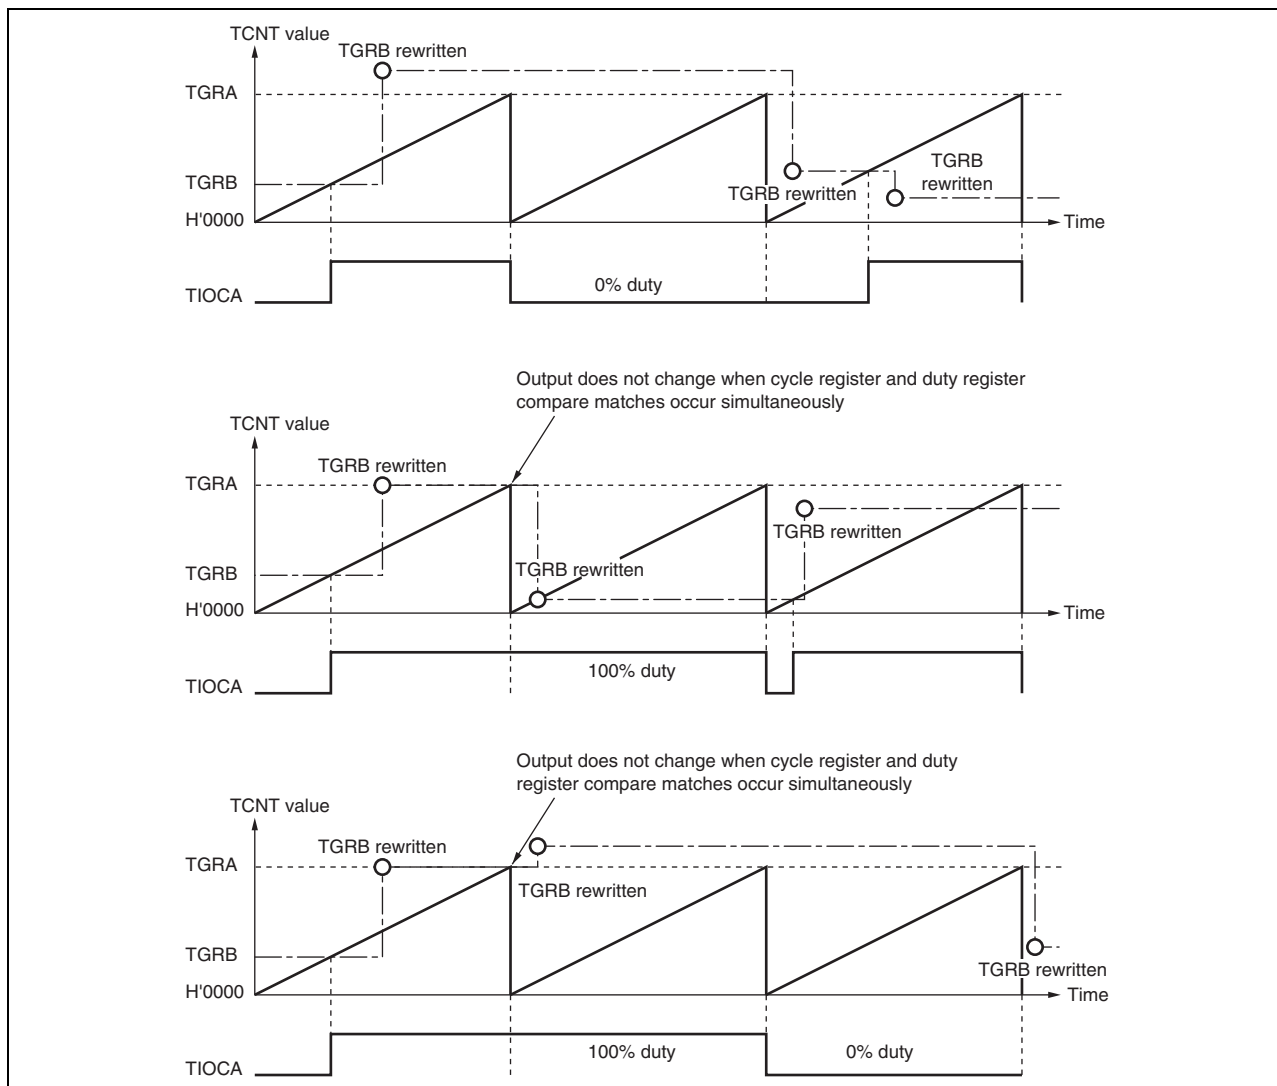 TCNT value
TGRB rewritten
TGRA
TGRB
rewritten
TGRB
TGRB rewritten
H'0000
Time
0% duty
TIOCA
Output does not change when cycle register and duty register
compare matches occur simultaneously
TCNT value
TGRB rewritten
TGRA
TGRB rewritten
TGRB
TGRB rewritten
H'0000
Time
100% duty
TIOCA
Output does not change when cycle register and duty
register compare matches occur simultaneously
TCNT value
TGRB rewritten
TGRA
TGRB rewritten
TGRB
TGRB rewritten
H'0000
Time
100% duty
0% duty
TIOCA